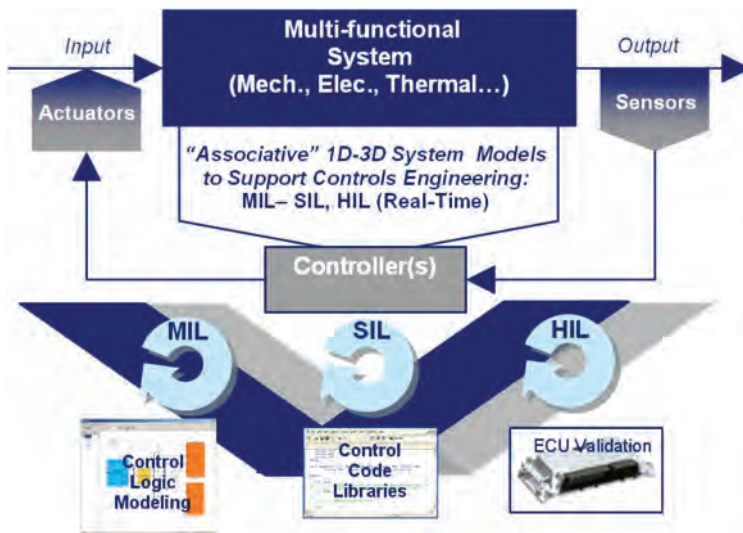 Input
Multi-functional
System
(Mech., Elec., Thermal…)
Output
Actuators
Sensors
“Associative” 1D-3D System Models
to Support Controls Engineering:
MIL– SIL, HIL (Real-Time)
Controller(s)
MIL
SIL
HIL
Control
Logic
Modeling
Control
Code
Libraries
ECU Validation